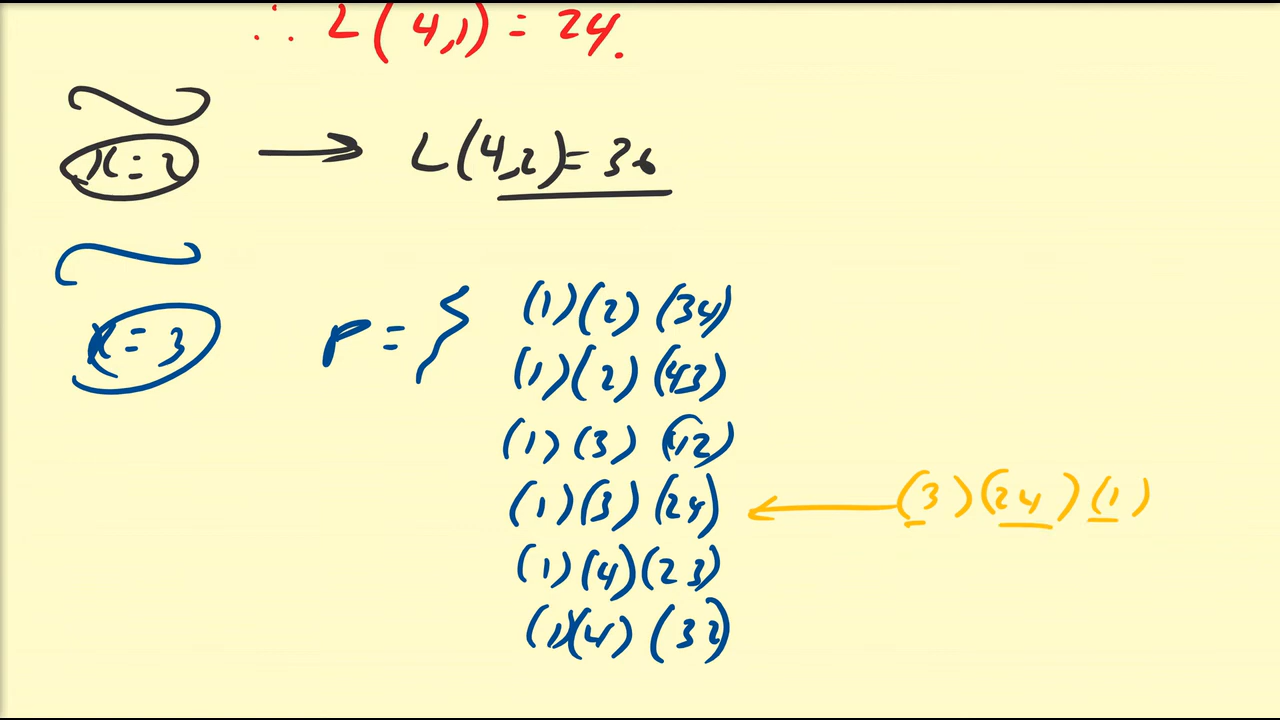 ∴ L(4,1) = 24.
x=2 → L(4,2)=36
x=3 P={ (1)(2)(34)
(1)(2)(43)
(1)(3)(12)
(1)(3)(24) ← (3)(24)(1)
(1)(4)(23)
(1)(4)(32)